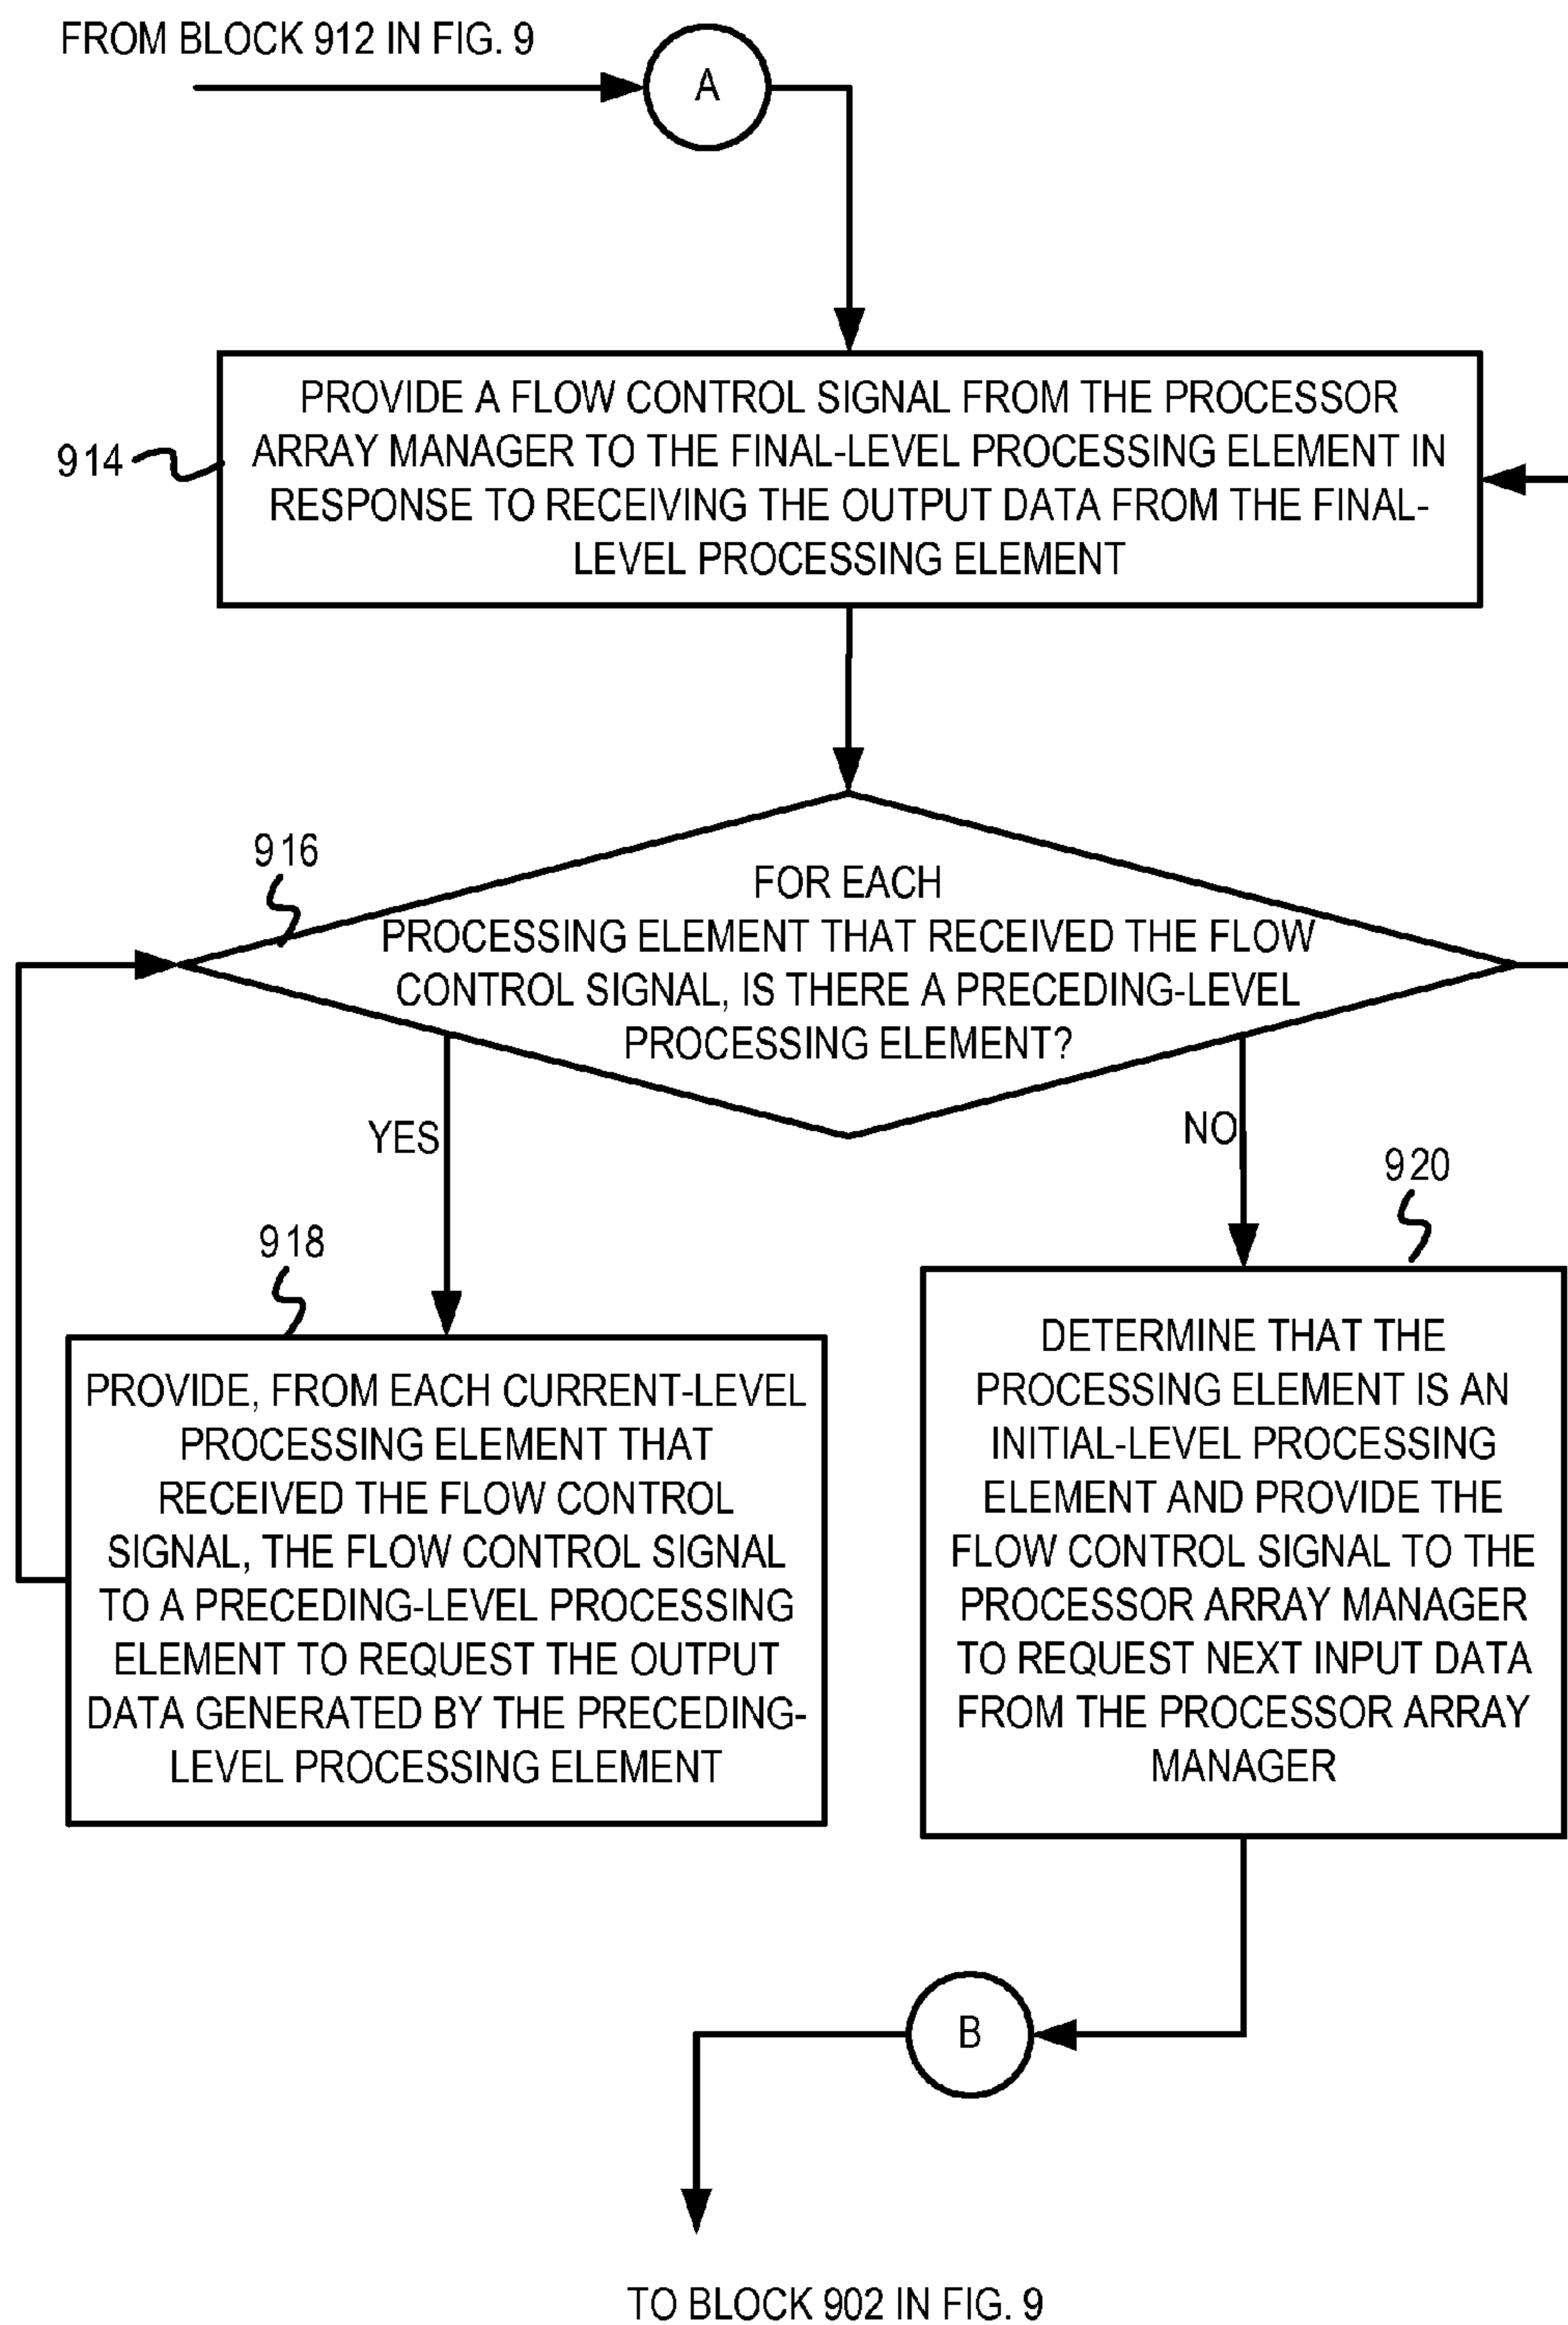 FROM BLOCK 912 IN FIG. 9
A
PROVIDE A FLOW CONTROL SIGNAL FROM THE PROCESSOR
ARRAY MANAGER TO THE FINAL-LEVEL PROCESSING ELEMENT IN
RESPONSE TO RECEIVING THE OUTPUT DATA FROM THE FINAL-
LEVEL PROCESSING ELEMENT
914
916
FOR EACH
PROCESSING ELEMENT THAT RECEIVED THE FLOW
CONTROL SIGNAL, IS THERE A PRECEDING-LEVEL
PROCESSING ELEMENT?
YES
NO
918
PROVIDE, FROM EACH CURRENT-LEVEL
PROCESSING ELEMENT THAT
RECEIVED THE FLOW CONTROL
SIGNAL, THE FLOW CONTROL SIGNAL
TO A PRECEDING-LEVEL PROCESSING
ELEMENT TO REQUEST THE OUTPUT
DATA GENERATED BY THE PRECEDING-
LEVEL PROCESSING ELEMENT
920
DETERMINE THAT THE
PROCESSING ELEMENT IS AN
INITIAL-LEVEL PROCESSING
ELEMENT AND PROVIDE THE
FLOW CONTROL SIGNAL TO THE
PROCESSOR ARRAY MANAGER
TO REQUEST NEXT INPUT DATA
FROM THE PROCESSOR ARRAY
MANAGER
B
TO BLOCK 902 IN FIG. 9